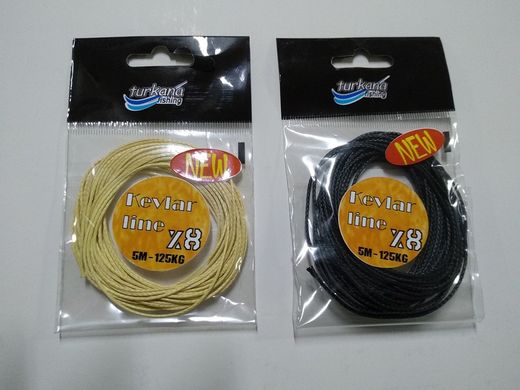 turkana
fishing
NEW
Kevlar
line
X8
5M-125KG
turkana
fishing
NEW
Kevlar
line
X8
5M-125KG